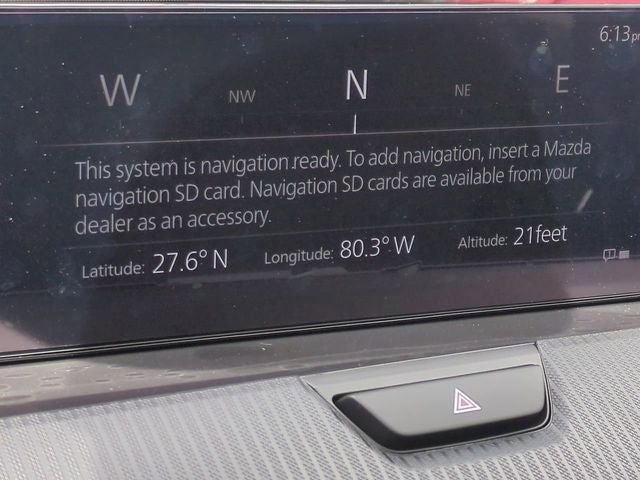 6:13pm
W NW N NE E
This system is navigation ready. To add navigation, insert a Mazda
navigation SD card. Navigation SD cards are available from your
dealer as an accessory.
Latitude: 27.6° N Longitude: 80.3° W Altitude: 21feet